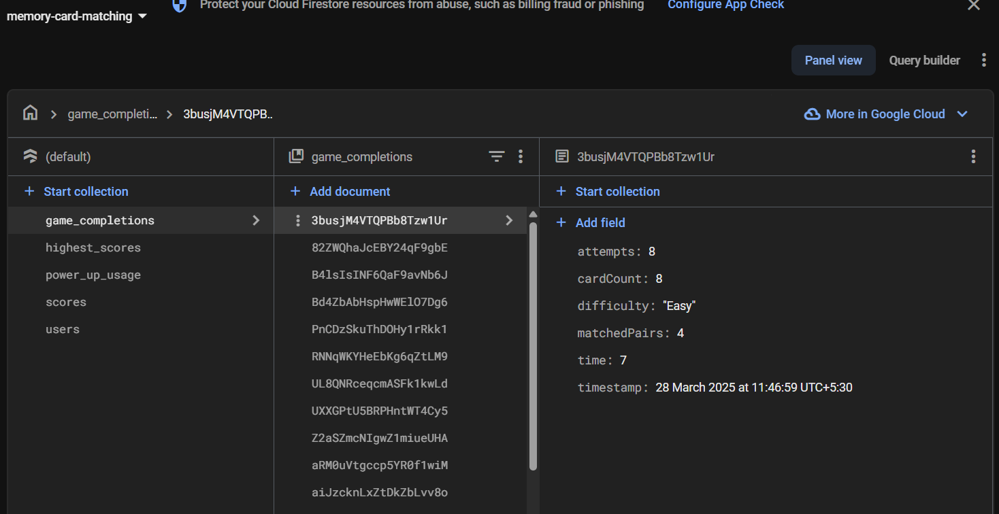 memory-card-matching
Protect your Cloud Firestore resources from abuse, such as billing fraud or phishing
Configure App Check
Panel view
Query builder
game_completi...
3busjM4VTQPB..
More in Google Cloud
(default)
game_completions
3busjM4VTQPBb8Tzw1Ur
+ Start collection
+ Add document
+ Start collection
game_completions
highest_scores
power_up_usage
scores
users
3busjM4VTQPBb8Tzw1Ur
82ZWQhaJcEBY24qF9gbE
B4lsIsINF6QaF9avNb6J
Bd4ZbAbHspHwWElO7Dg6
PnCDzSkuThDOHy1rRkk1
RNNqWKYHeEbKg6qZtLM9
UL8QNRceqcmASFk1kwLd
UXXGPtU5BRPHntWT4Cy5
Z2aSZmcNIgwZ1miueUHA
aRM0uVtgccp5YR0f1wiM
aiJzcknLxZtDkZbLvv8o
+ Add field
attempts: 8
cardCount: 8
difficulty: "Easy"
matchedPairs: 4
time: 7
timestamp: 28 March 2025 at 11:46:59 UTC+5:30